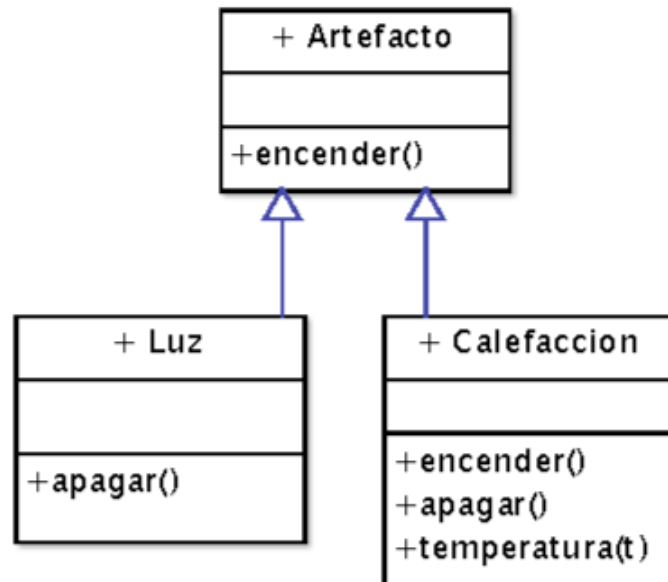 + Artefacto
+encender()
+ Luz
+apagar()
+ Calefaccion
+encender()
+apagar()
+temperatura(t)